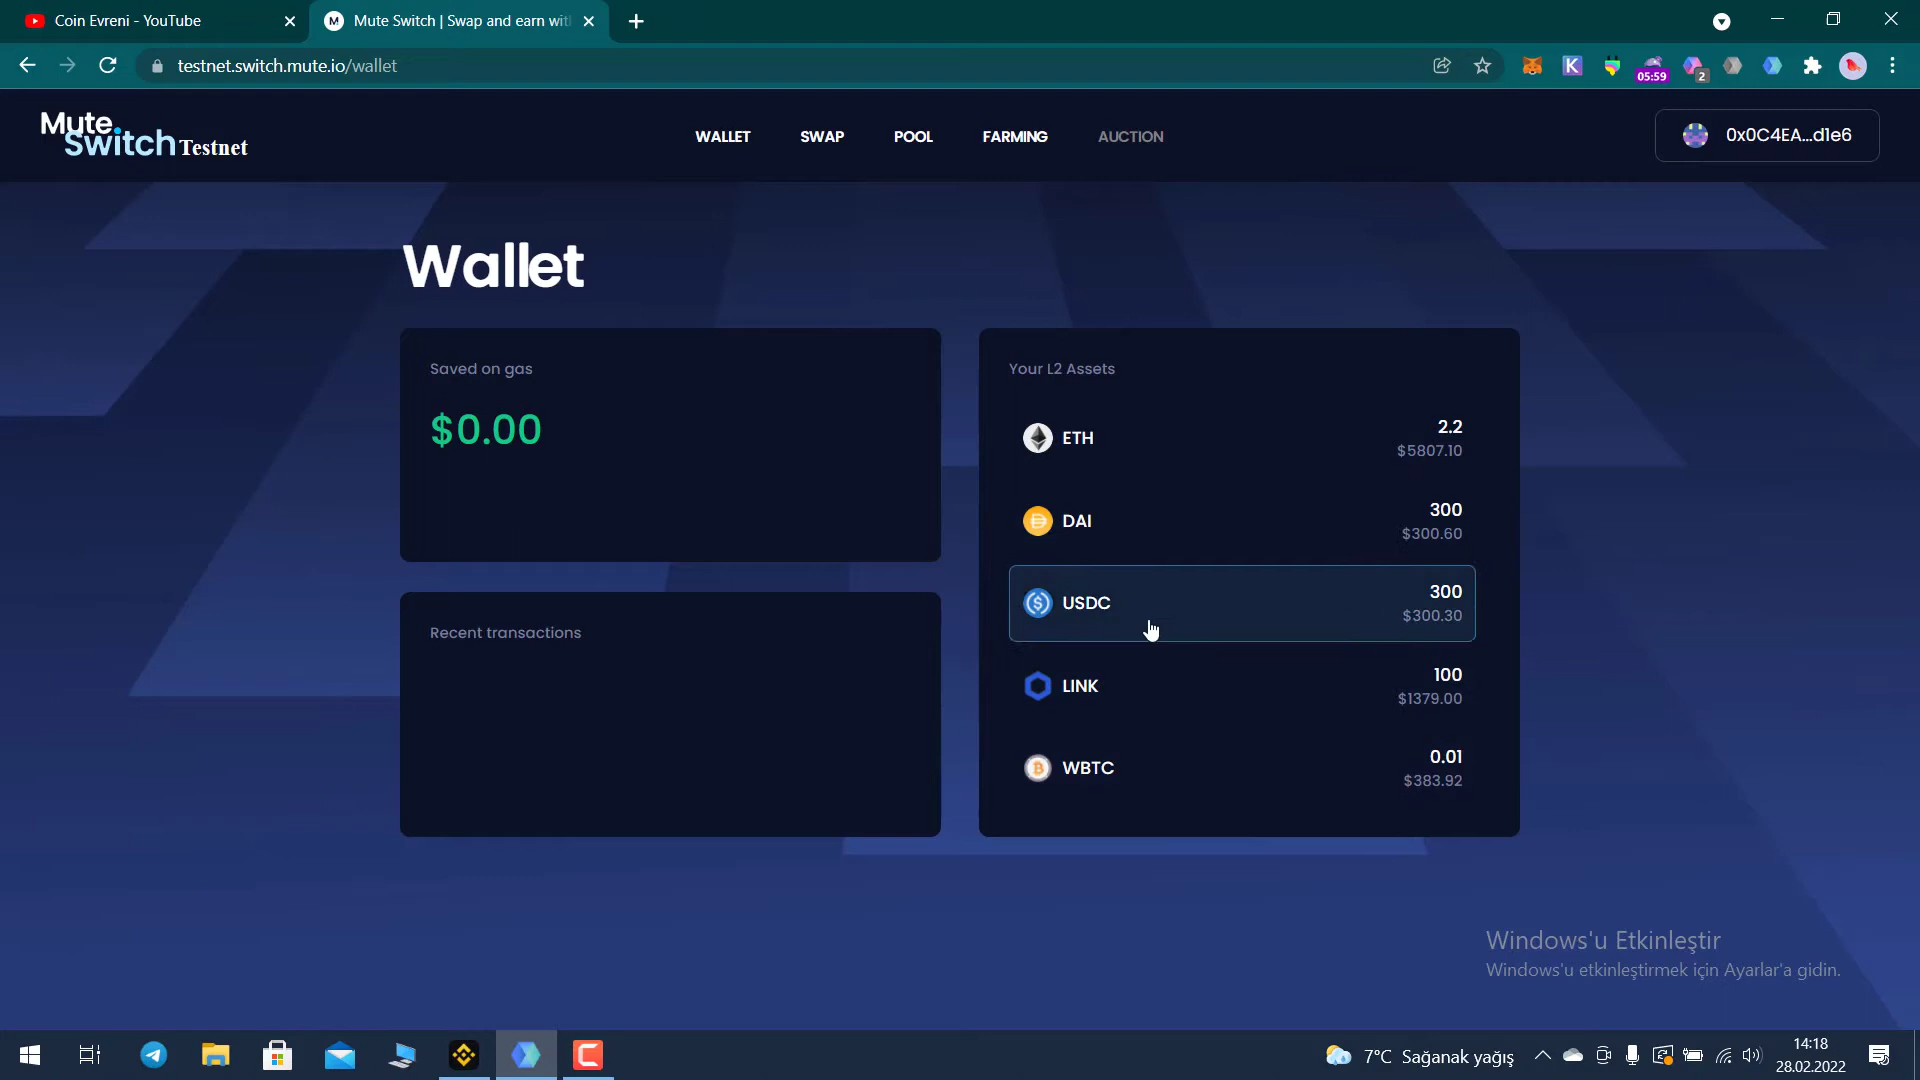 Coin Evreni - YouTube
Mute Switch | Swap and earn wit
testnet.switch.mute.io/wallet
05:59
2
Mute.
Switch Testnet
WALLET
SWAP
POOL
FARMING
AUCTION
0x0C4EA...d1e6
Wallet
Saved on gas
$0.00
Recent transactions
Your L2 Assets
ETH
2.2
$5807.10
DAI
300
$300.60
USDC
300
$300.30
LINK
100
$1379.00
WBTC
0.01
$383.92
Windows'u Etkinleştir
Windows'u etkinleştirmek için Ayarlar'a gidin.
7°C Sağanak yağış
14:18
28.02.2022